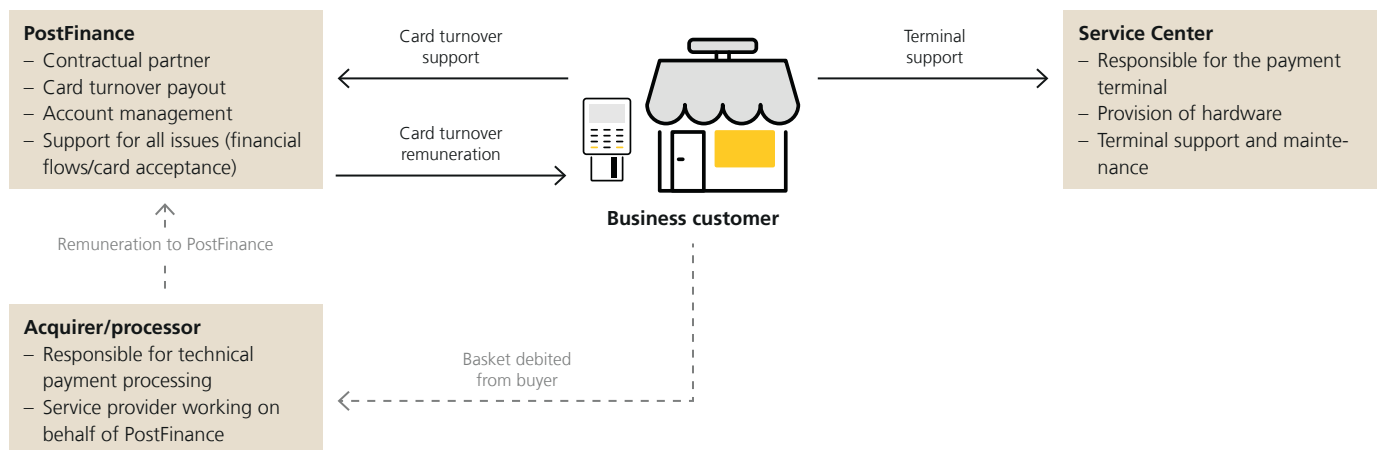 PostFinance
– Contractual partner
– Card turnover payout
– Account management
– Support for all issues (financial
flows/card acceptance)
Card turnover
support
Card turnover
remuneration
Business customer
Terminal
support
Service Center
– Responsible for the payment
terminal
– Provision of hardware
– Terminal support and mainte-
nance
Remuneration to PostFinance
Acquirer/processor
– Responsible for technical
payment processing
– Service provider working on
behalf of PostFinance
Basket debited
from buyer